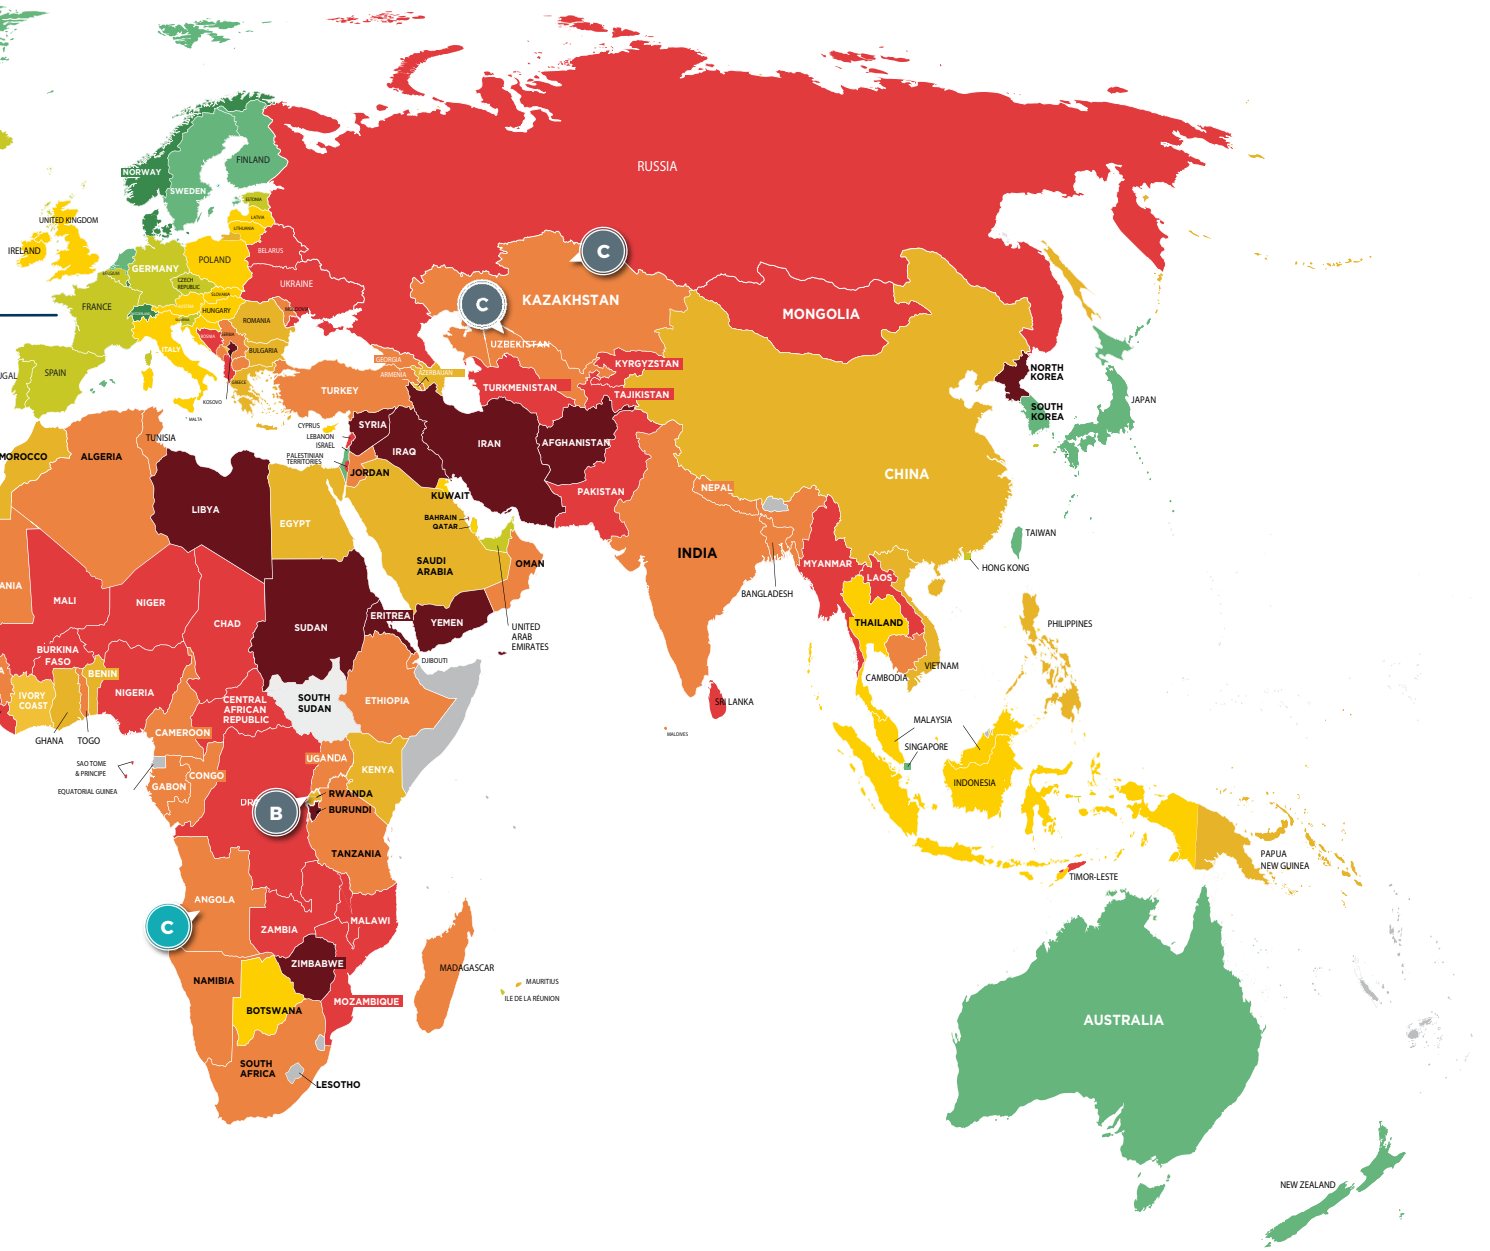 NORWAY
FINLAND
SWEDEN
RUSSIA
ESTONIA
LATVIA
LITHUANIA
UNITED KINGDOM
IRELAND
BELARUS
POLAND
GERMANY
BELGIUM
CZECH
REPUBLIC
UKRAINE
SLOVAKIA
FRANCE
HUNGARY
MOLDOVA
ROMANIA
BOSNIA
SERBIA
ITALY
BULGARIA
SPAIN
UGAL
GREECE
KOSOVO
MALTA
C
C
KAZAKHSTAN
UZBEKISTAN
MONGOLIA
GEORGIA
ARMENIA
AZERBAIJAN
TURKEY
TURKMENISTAN
KYRGYZSTAN
TAJIKISTAN
NORTH
KOREA
SOUTH
KOREA
JAPAN
CYPRUS
LEBANON
ISRAEL
PALESTINIAN
TERRITORIES
SYRIA
IRAQ
IRAN
AFGHANISTAN
JORDAN
KUWAIT
BAHRAIN
QATAR
PAKISTAN
NEPAL
CHINA
MOROCCO
ALGERIA
TUNISIA
LIBYA
EGYPT
SAUDI
ARABIA
OMAN
INDIA
MYANMAR
LAOS
BANGLADESH
TAIWAN
HONG KONG
ANIA
MALI
NIGER
CHAD
SUDAN
ERITREA
YEMEN
UNITED
ARAB
EMIRATES
THAILAND
VIETNAM
CAMBODIA
PHILIPPINES
BURKINA
FASO
BENIN
NIGERIA
IVORY
COAST
GHANA
TOGO
CENTRAL
AFRICAN
REPUBLIC
SOUTH
SUDAN
DJIBOUTI
ETHIOPIA
SRI LANKA
MALDIVES
MALAYSIA
SINGAPORE
INDONESIA
CAMEROON
SAO TOME
& PRINCIPE
EQUATORIAL GUINEA
CONGO
GABON
UGANDA
KENYA
DR
B
RWANDA
BURUNDI
TANZANIA
PAPUA
NEW GUINEA
TIMOR-LESTE
ANGOLA
C
ZAMBIA
MALAWI
ZIMBABWE
NAMIBIA
BOTSWANA
MOZAMBIQUE
MADAGASCAR
MAURITIUS
ILE DE LA RÉUNION
SOUTH
AFRICA
LESOTHO
AUSTRALIA
NEW ZEALAND